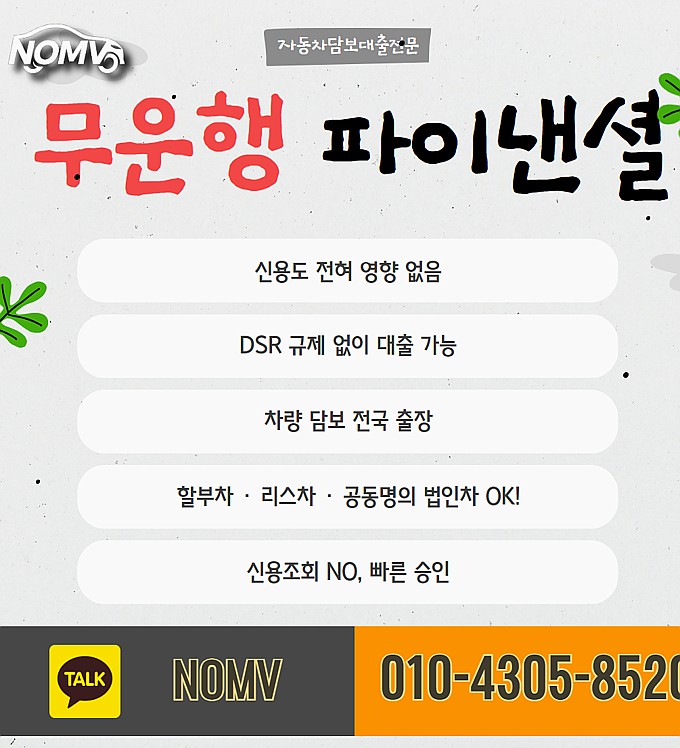 NOMV
자동차담보대출전문
무운행 파이낸셜
신용도 전혀 영향 없음
DSR 규제 없이 대출 가능
차량 담보 전국 출장
할부차 · 리스차 · 공동명의 법인차 OK!
신용조회 NO, 빠른 승인
TALK
NOMV
010-4305-8520